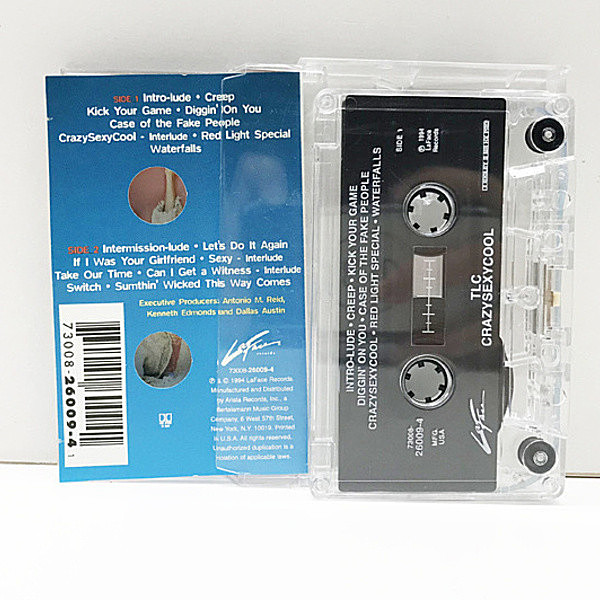 SIDE 1 Intro-lude • Creep
Kick Your Game • Diggin' On You
Case of the Fake People
CrazySexyCool - Interlude • Red Light Special
Waterfalls
SIDE 2 Intermission-lude • Let's Do It Again
If I Was Your Girlfriend • Sexy - Interlude
Take Our Time • Can I Get a Witness - Interlude
Switch • Sumthin' Wicked This Way Comes
Executive Producers: Antonio M. Reid,
Kenneth Edmonds and Dallas Austin
LaFace
records
73008-26009-4
℗ & © 1994 LaFace Records.
Manufactured and Distributed
by Arista Records, Inc., a
Bertelsmann Music Group
Company, 6 West 57th Street,
New York, N.Y. 10019. Printed
in U.S.A. All rights reserved.
Unauthorized duplication is a
violation of applicable laws.
73008-26009-4
1
SIDE 1
℗ 1994
LaFace
Records
INTRO-LUDE • CREEP • KICK YOUR GAME
DIGGIN' ON YOU • CASE OF THE FAKE PEOPLE
CRAZYSEXYCOOL • RED LIGHT SPECIAL • WATERFALLS
TLC
CRAZYSEXYCOOL
73008
26009-4
MFG.
USA
LaFace